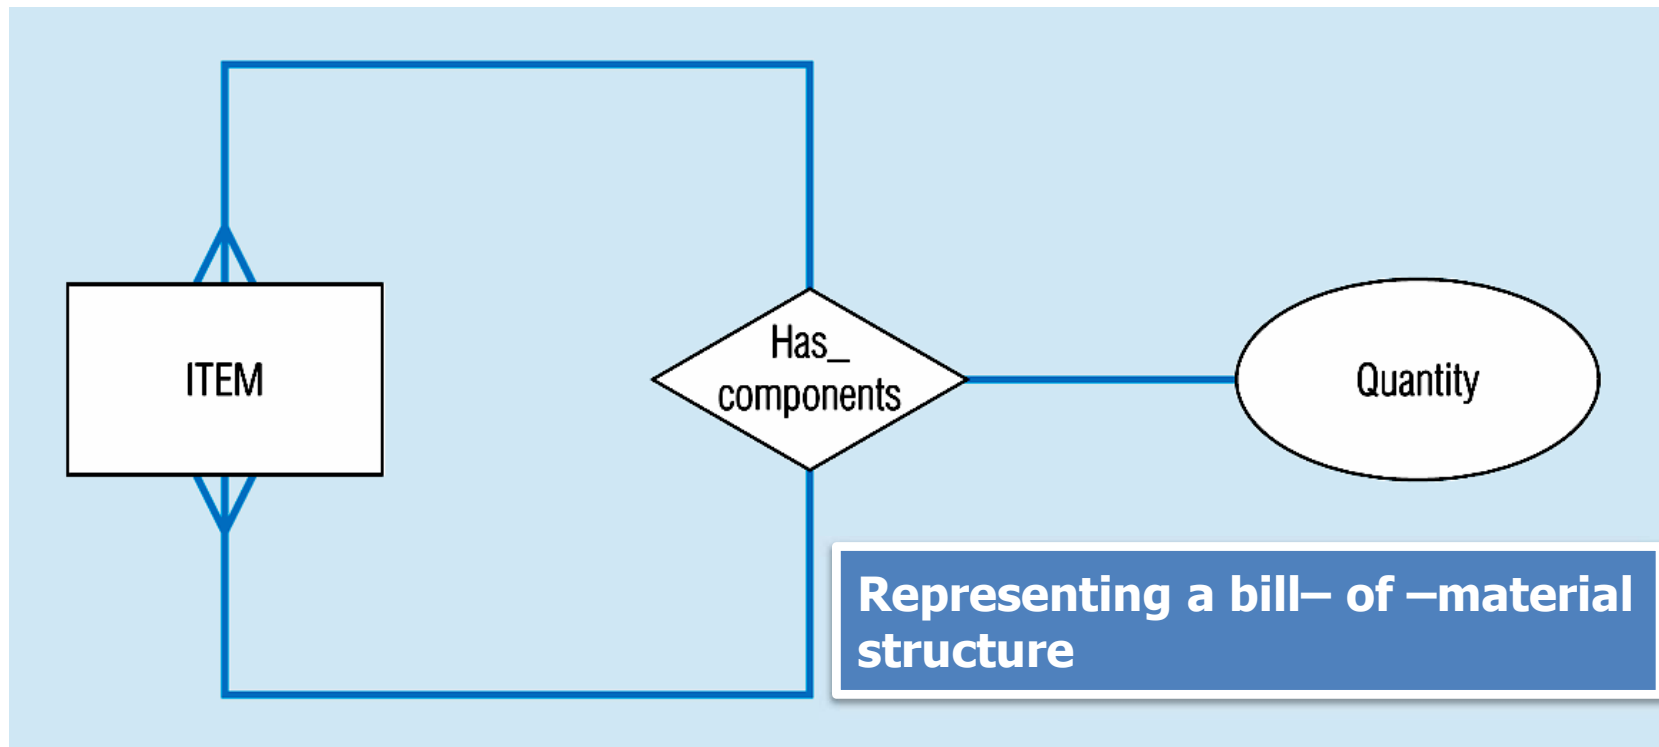 ITEM
Has_
components
Quantity
Representing a bill– of –material
structure